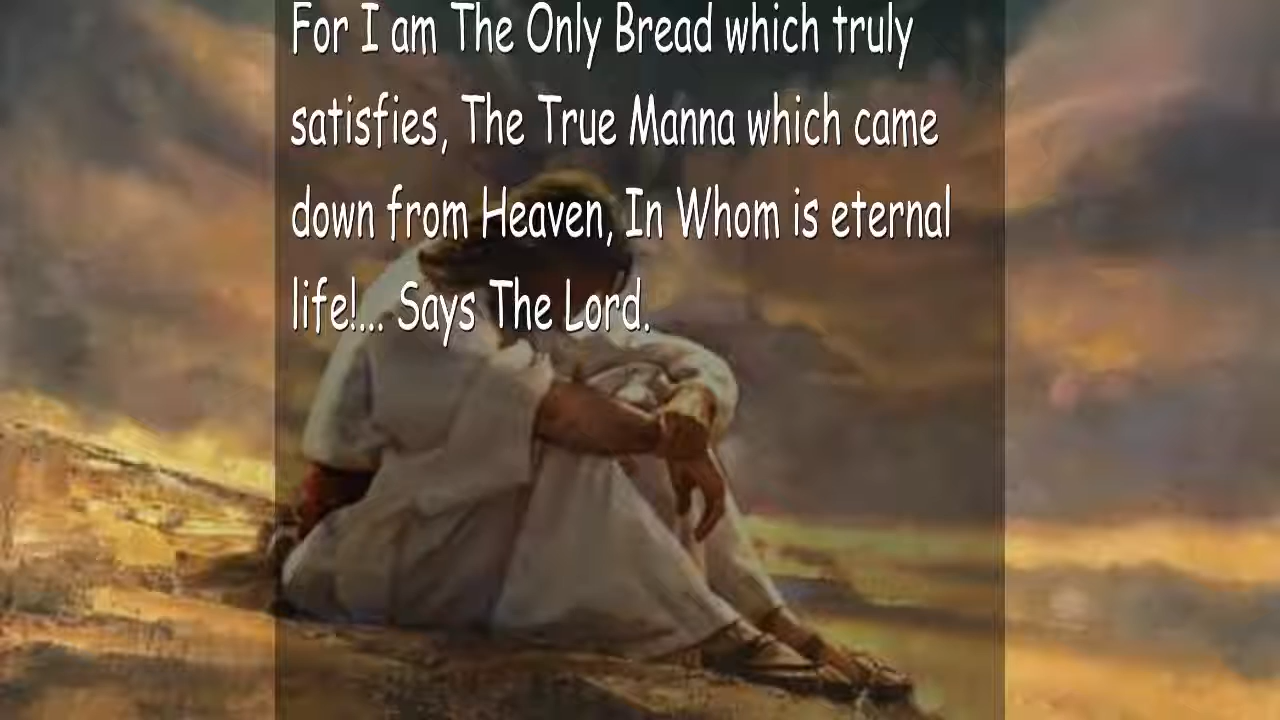 For I am The Only Bread which truly
satisfies, The True Manna which came
down from Heaven, In Whom is eternal
life!... Says The Lord.